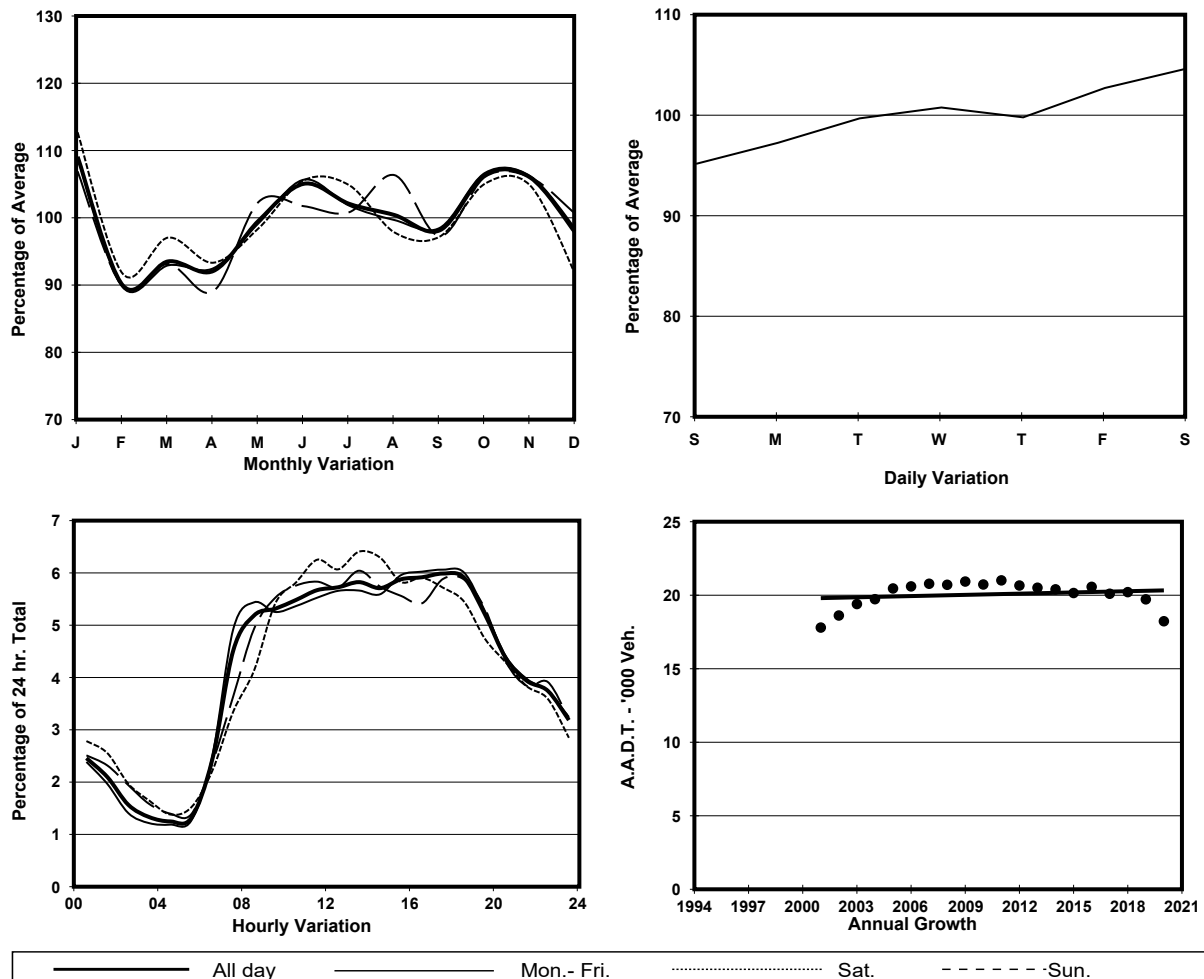 130
120
110
100
90
80
70
Percentage of Average
J F M A M J J A S O N D
Monthly Variation
110
100
90
80
70
Percentage of Average
S M T W T F S
Daily Variation
7
6
5
4
3
2
1
0
Percentage of 24 hr. Total
00 04 08 12 16 20 24
Hourly Variation
25
20
15
10
5
0
A.A.D.T. - '000 Veh.
1994 1997 2000 2003 2006 2009 2012 2015 2018 2021
Annual Growth
All day Mon.- Fri. Sat. Sun.